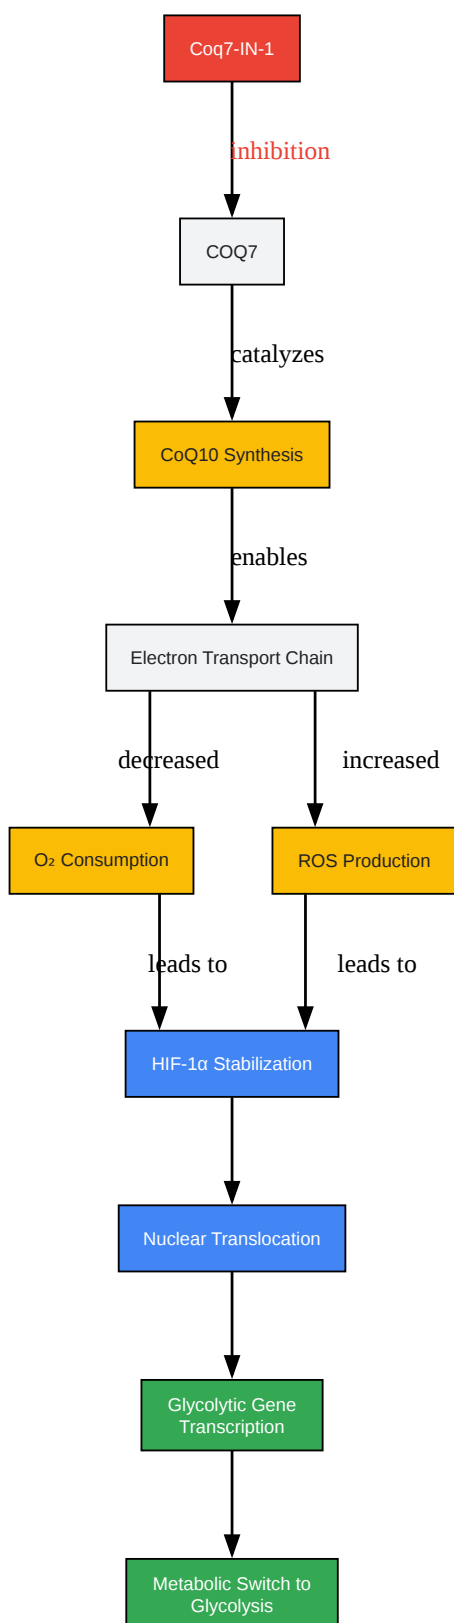 Coq7-IN-1
inhibition
COQ7
catalyzes
CoQ10 Synthesis
enables
Electron Transport Chain
decreased
increased
O₂ Consumption
ROS Production
leads to
leads to
HIF-1α Stabilization
Nuclear Translocation
Glycolytic Gene
Transcription
Metabolic Switch to
Glycolysis